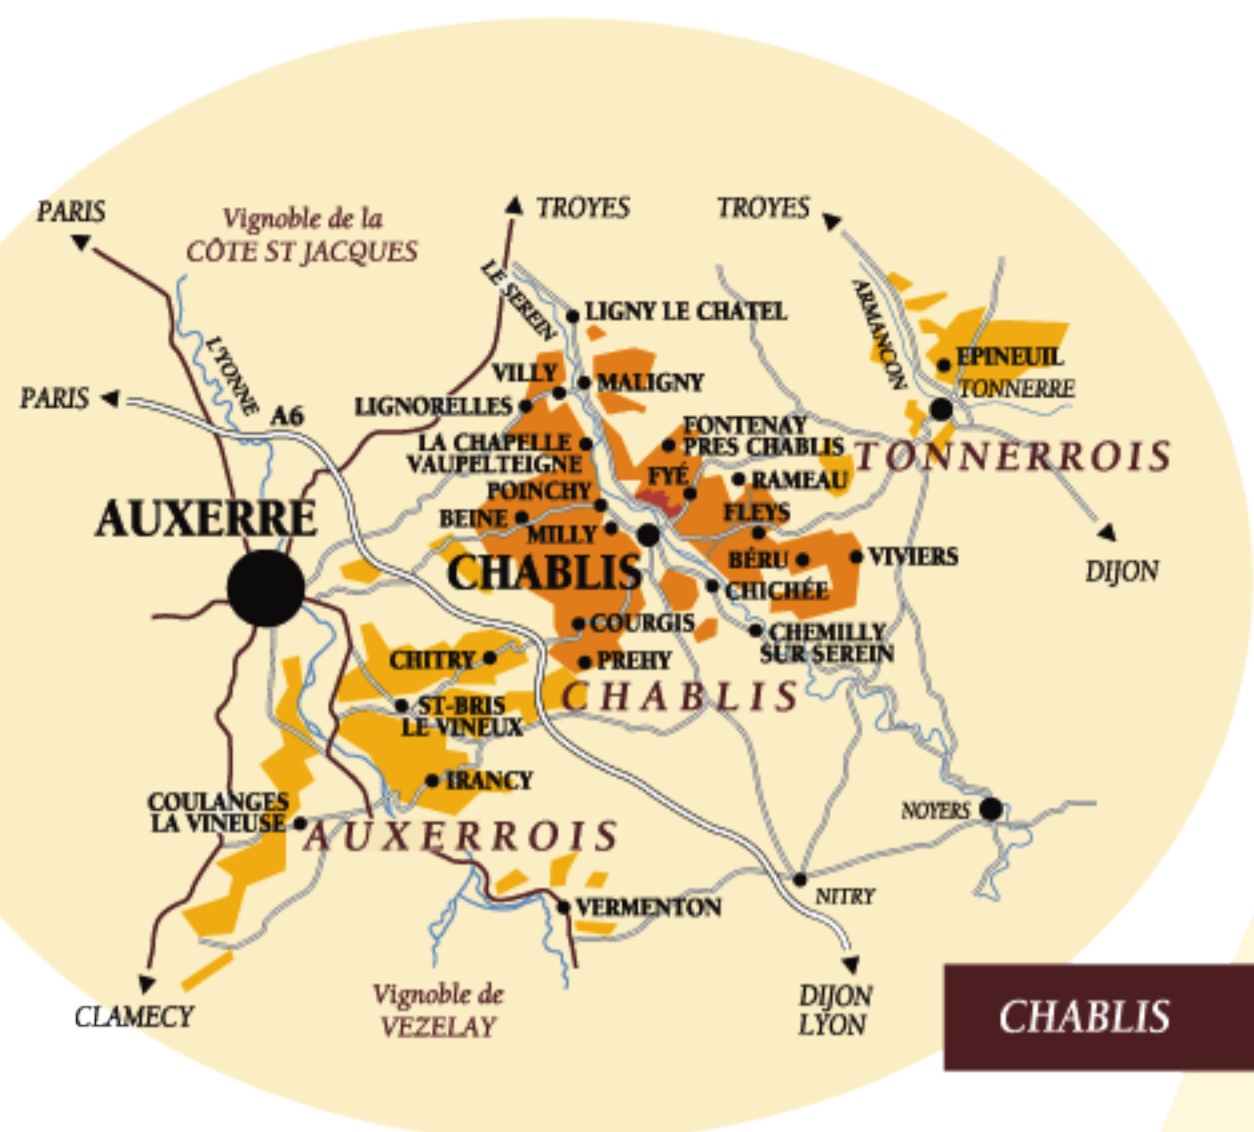 PARIS
Vignoble de la
CÔTE ST JACQUES
TROYES
TROYES
LE SEREIN
ARMANCON
LIGNY LE CHATEL
L'YONNE
EPINEUIL
VILLY
MALIGNY
TONNERRE
PARIS
A6
LIGNORELLES
FONTENAY
PRES CHABLIS
LA CHAPELLE
VAUPELTEIGNE
TONNERROIS
FYÉ
RAMEAU
POINCHY
AUXERRE
BEINE
FLEYS
MILLY
CHABLIS
BÉRU
VIVIERS
DIJON
CHICHÉE
COURGIS
CHEMILLY
SUR SEREIN
CHITRY
PREHY
CHABLIS
ST-BRIS
LE VINEUX
IRANCY
COULANGES
LA VINEUSE
NOYERS
AUXERROIS
NITRY
VERMENTON
Vignoble de
VEZELAY
DIJON
LYON
CLAMECY
CHABLIS